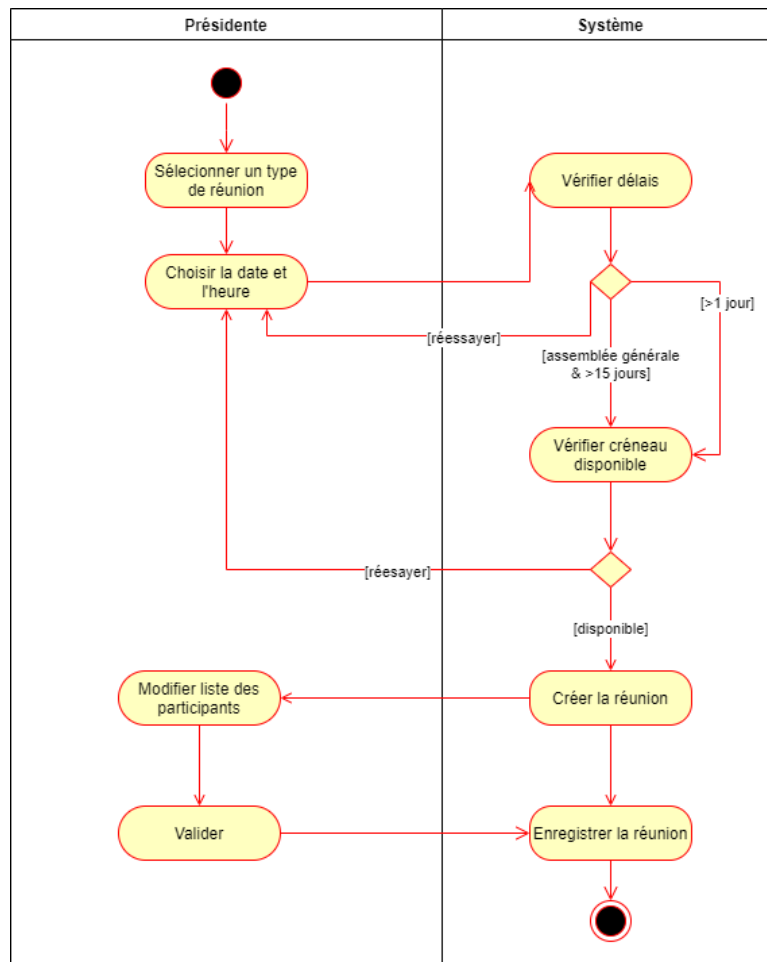 Présidente
Système
Sélecionner un type
de réunion
Vérifier délais
Choisir la date et
l'heure
[>1 jour]
[réessayer]
[assemblée générale
& >15 jours]
Vérifier créneau
disponible
[réesayer]
[disponible]
Modifier liste des
participants
Créer la réunion
Valider
Enregistrer la réunion